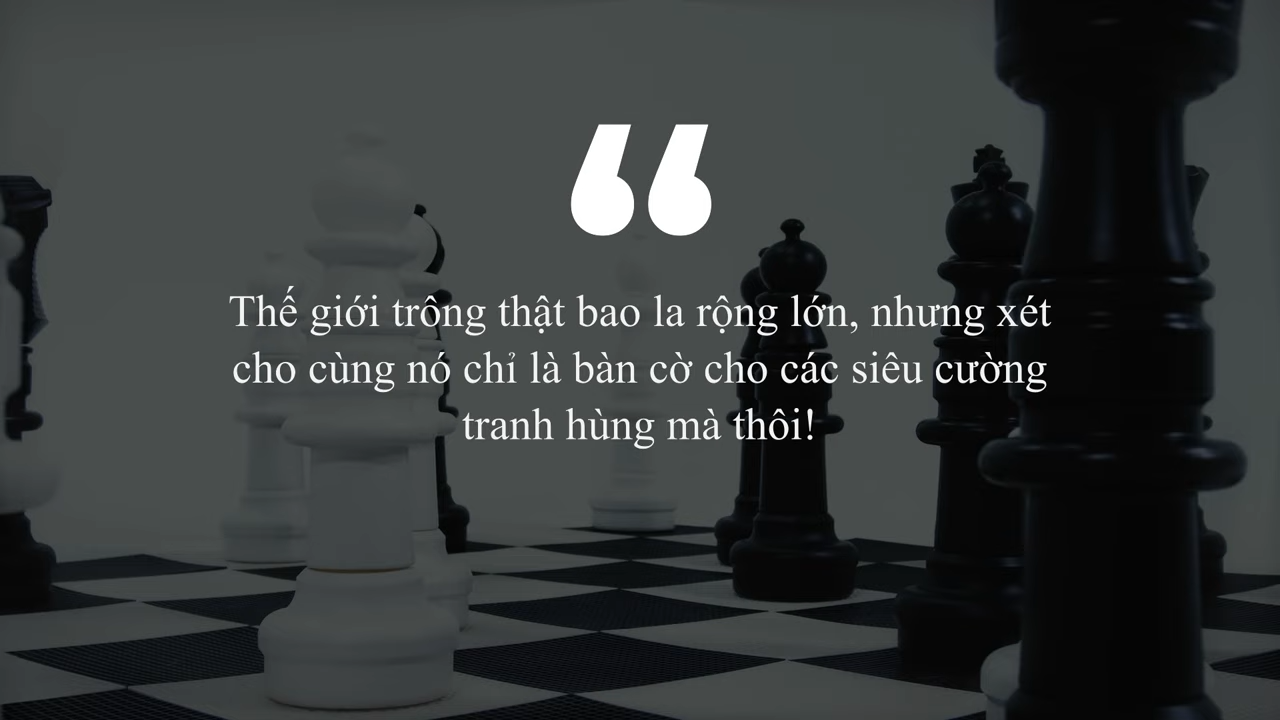 “
Thế giới trông thật bao la rộng lớn, nhưng xét
cho cùng nó chỉ là bàn cờ cho các siêu cường
tranh hùng mà thôi!